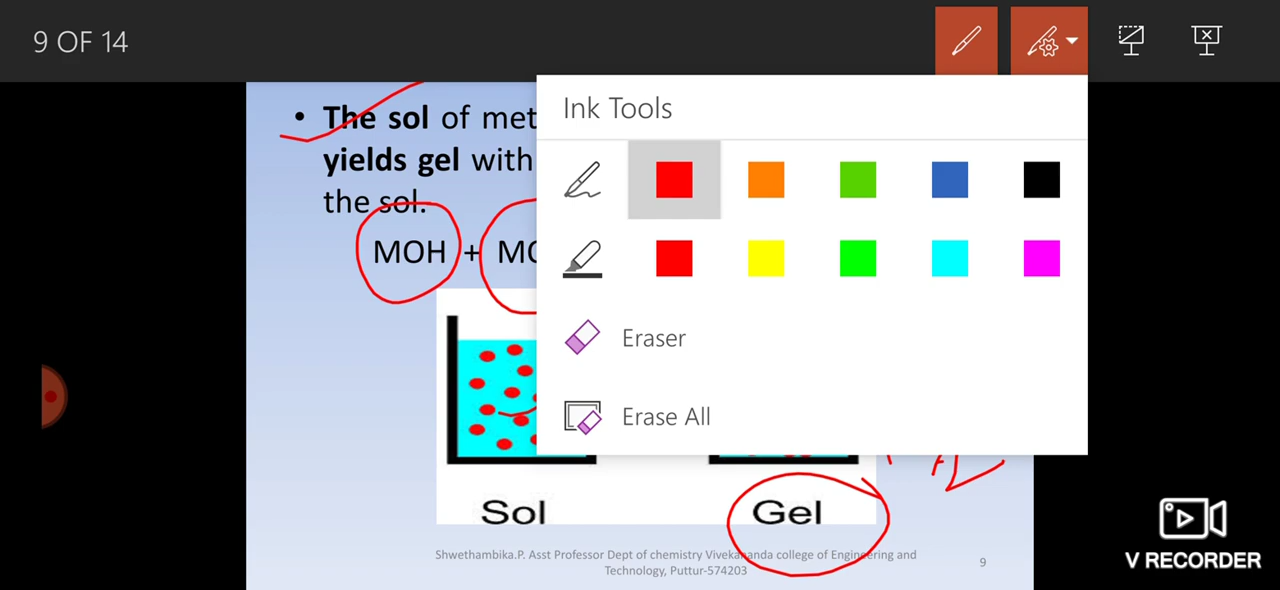 9 OF 14
Ink Tools
• The sol of met
yields gel with
the sol.
MOH +
Eraser
Erase All
Sol
Gel
Shwethambika.P. Asst Professor Dept of chemistry Vivekananda college of Engineering and
Technology, Puttur-574203
9
V RECORDER